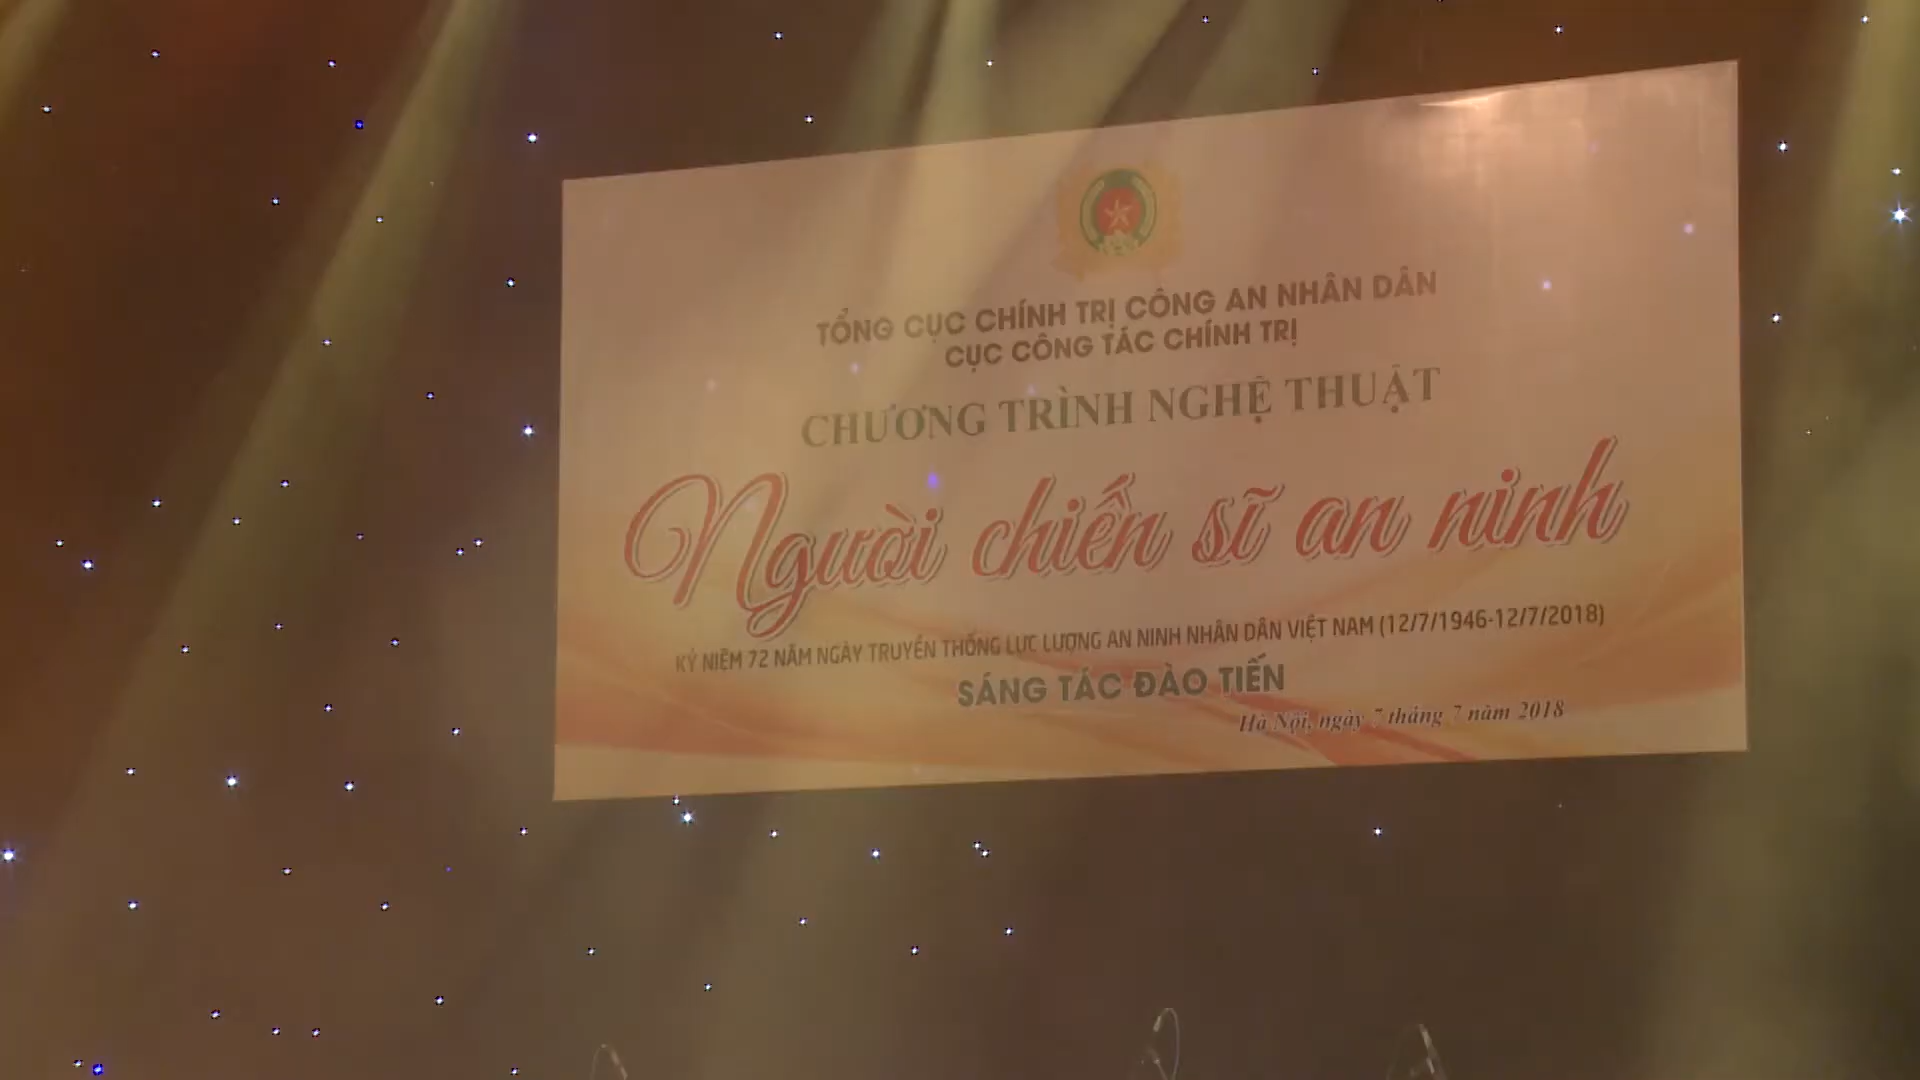 TỔNG CỤC CHÍNH TRỊ CÔNG AN NHÂN DÂN
CỤC CÔNG TÁC CHÍNH TRỊ
CHƯƠNG TRÌNH NGHỆ THUẬT
Người chiến sĩ an ninh
KỶ NIỆM 72 NĂM NGÀY TRUYỀN THỐNG LỰC LƯỢNG AN NINH NHÂN DÂN VIỆT NAM (12/7/1946-12/7/2018)
SÁNG TÁC ĐÀO TIẾN
Hà Nội, ngày 7 tháng 7 năm 2018